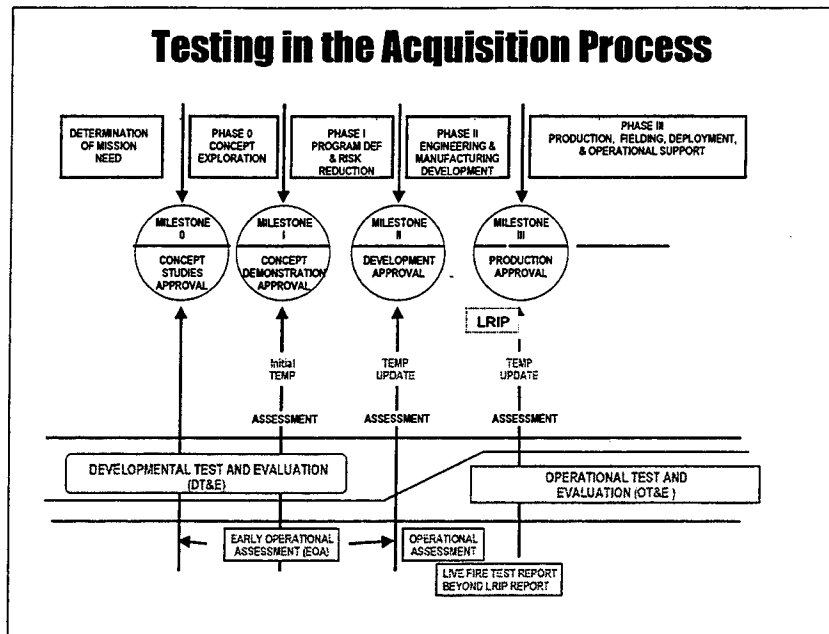 Testing in the Acquisition Process
DETERMINATION
OF MISSION
NEED
PHASE 0
CONCEPT
EXPLORATION
PHASE I
PROGRAM DEF
& RISK
REDUCTION
PHASE II
ENGINEERING &
MANUFACTURING
DEVELOPMENT
PHASE III
PRODUCTION, FIELDING, DEPLOYMENT,
& OPERATIONAL SUPPORT
MILESTONE
0
CONCEPT
STUDIES
APPROVAL
MILESTONE
I
CONCEPT
DEMONSTRATION
APPROVAL
MILESTONE
II
DEVELOPMENT
APPROVAL
MILESTONE
III
PRODUCTION
APPROVAL
LRIP
Initial
TEMP
TEMP
UPDATE
TEMP
UPDATE
ASSESSMENT
ASSESSMENT
ASSESSMENT
DEVELOPMENTAL TEST AND EVALUATION
(DT&E)
OPERATIONAL TEST AND
EVALUATION (OT&E )
EARLY OPERATIONAL
ASSESSMENT (EOA)
OPERATIONAL
ASSESSMENT
LIVE FIRE TEST REPORT
BEYOND LRIP REPORT